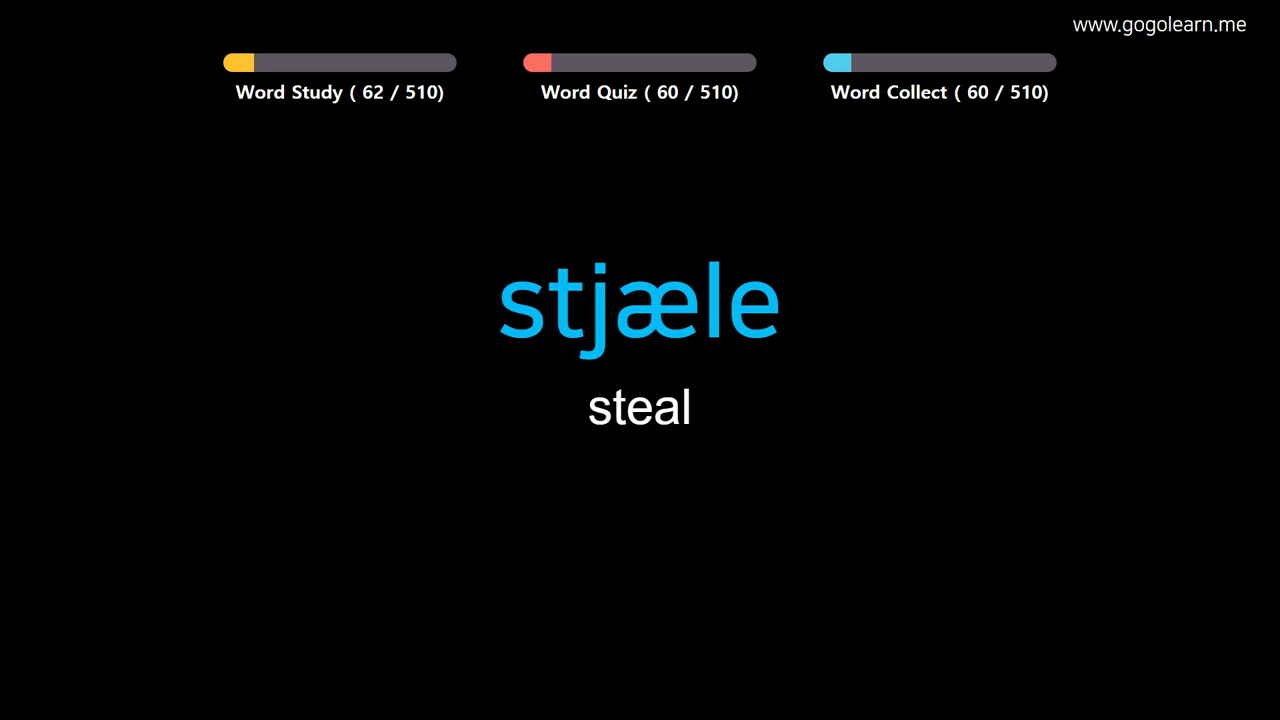 www.gogolearn.me
Word Study ( 62 / 510)
Word Quiz ( 60 / 510)
Word Collect ( 60 / 510)
stjæle
steal